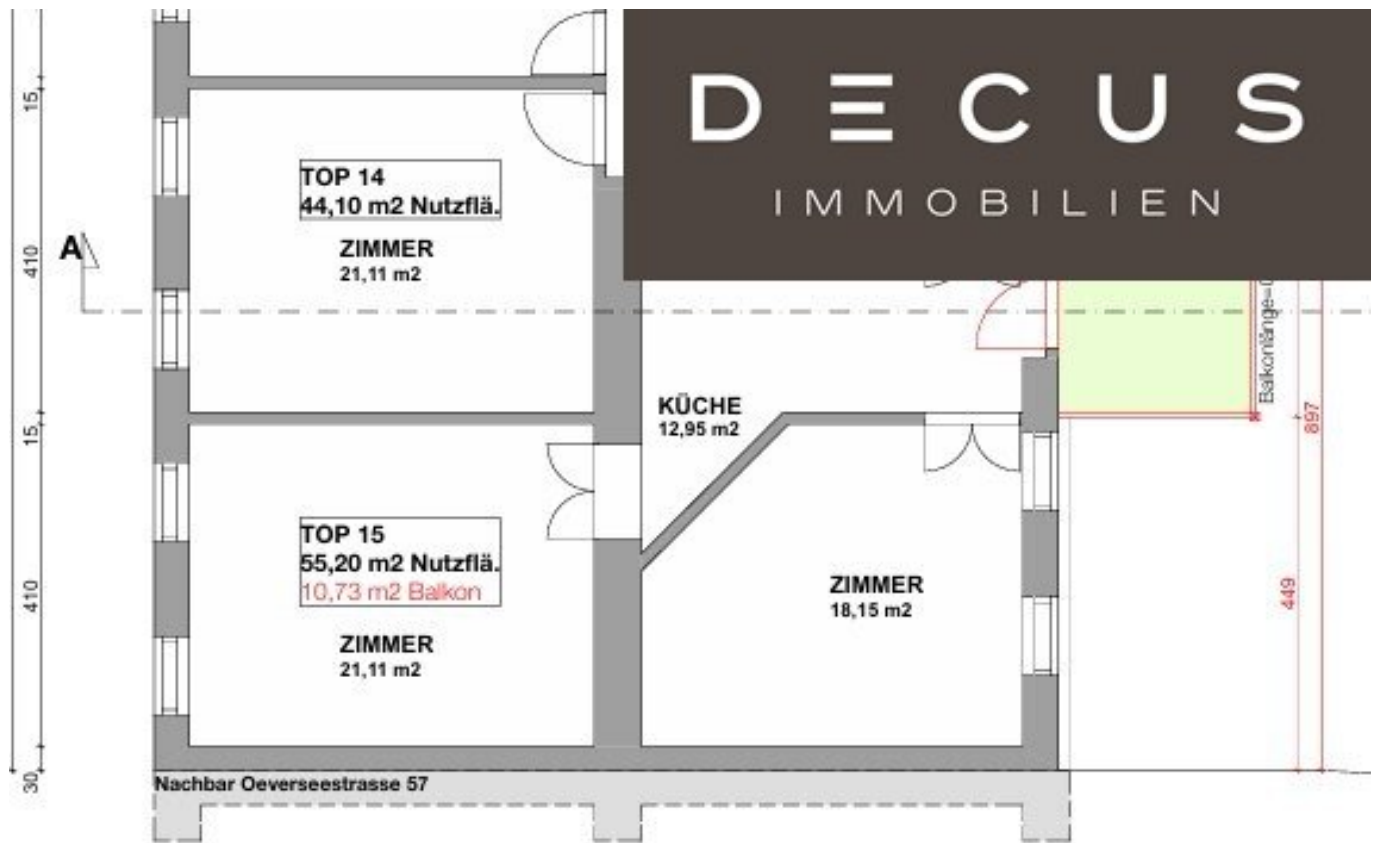 DECUS
IMMOBILIEN
15
TOP 14
44,10 m2 Nutzflä.
ZIMMER
21,11 m2
A
410
Balkonlänge=
KÜCHE
12,95 m2
15
897
TOP 15
55,20 m2 Nutzflä.
10,73 m2 Balkon
ZIMMER
21,11 m2
ZIMMER
18,15 m2
410
449
30
Nachbar Oeverseestrasse 57